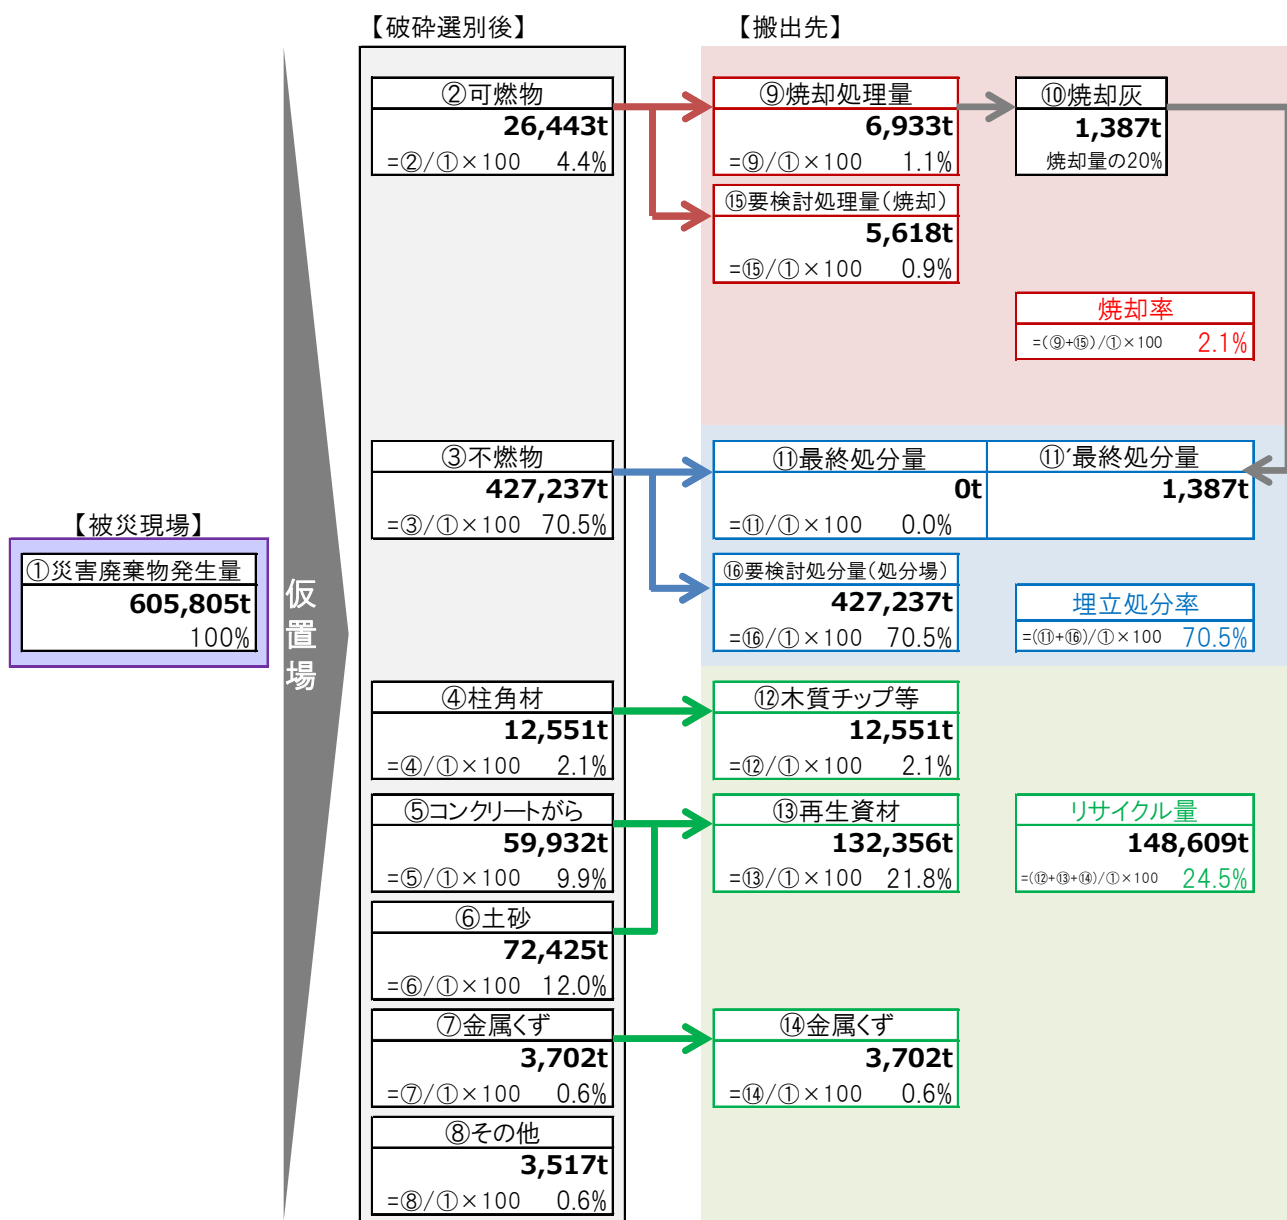 【被災現場】
①災害廃棄物発生量
605,805t
100%
仮置場
【破砕選別後】
②可燃物
26,443t
=②/①×100 4.4%
③不燃物
427,237t
=③/①×100 70.5%
④柱角材
12,551t
=④/①×100 2.1%
⑤コンクリートがら
59,932t
=⑤/①×100 9.9%
⑥土砂
72,425t
=⑥/①×100 12.0%
⑦金属くず
3,702t
=⑦/①×100 0.6%
⑧その他
3,517t
=⑧/①×100 0.6%
【搬出先】
⑨焼却処理量
6,933t
=⑨/①×100 1.1%
⑩焼却灰
1,387t
焼却量の20%
⑮要検討処理量(焼却)
5,618t
=⑮/①×100 0.9%
焼却率
=(⑨+⑮)/①×100 2.1%
⑪最終処分量
0t
=⑪/①×100 0.0%
⑪´最終処分量
1,387t
⑯要検討処分量(処分場)
427,237t
=⑯/①×100 70.5%
埋立処分率
=(⑪+⑯)/①×100 70.5%
⑫木質チップ等
12,551t
=⑫/①×100 2.1%
⑬再生資材
132,356t
=⑬/①×100 21.8%
リサイクル量
148,609t
=(⑫+⑬+⑭)/①×100 24.5%
⑭金属くず
3,702t
=⑭/①×100 0.6%